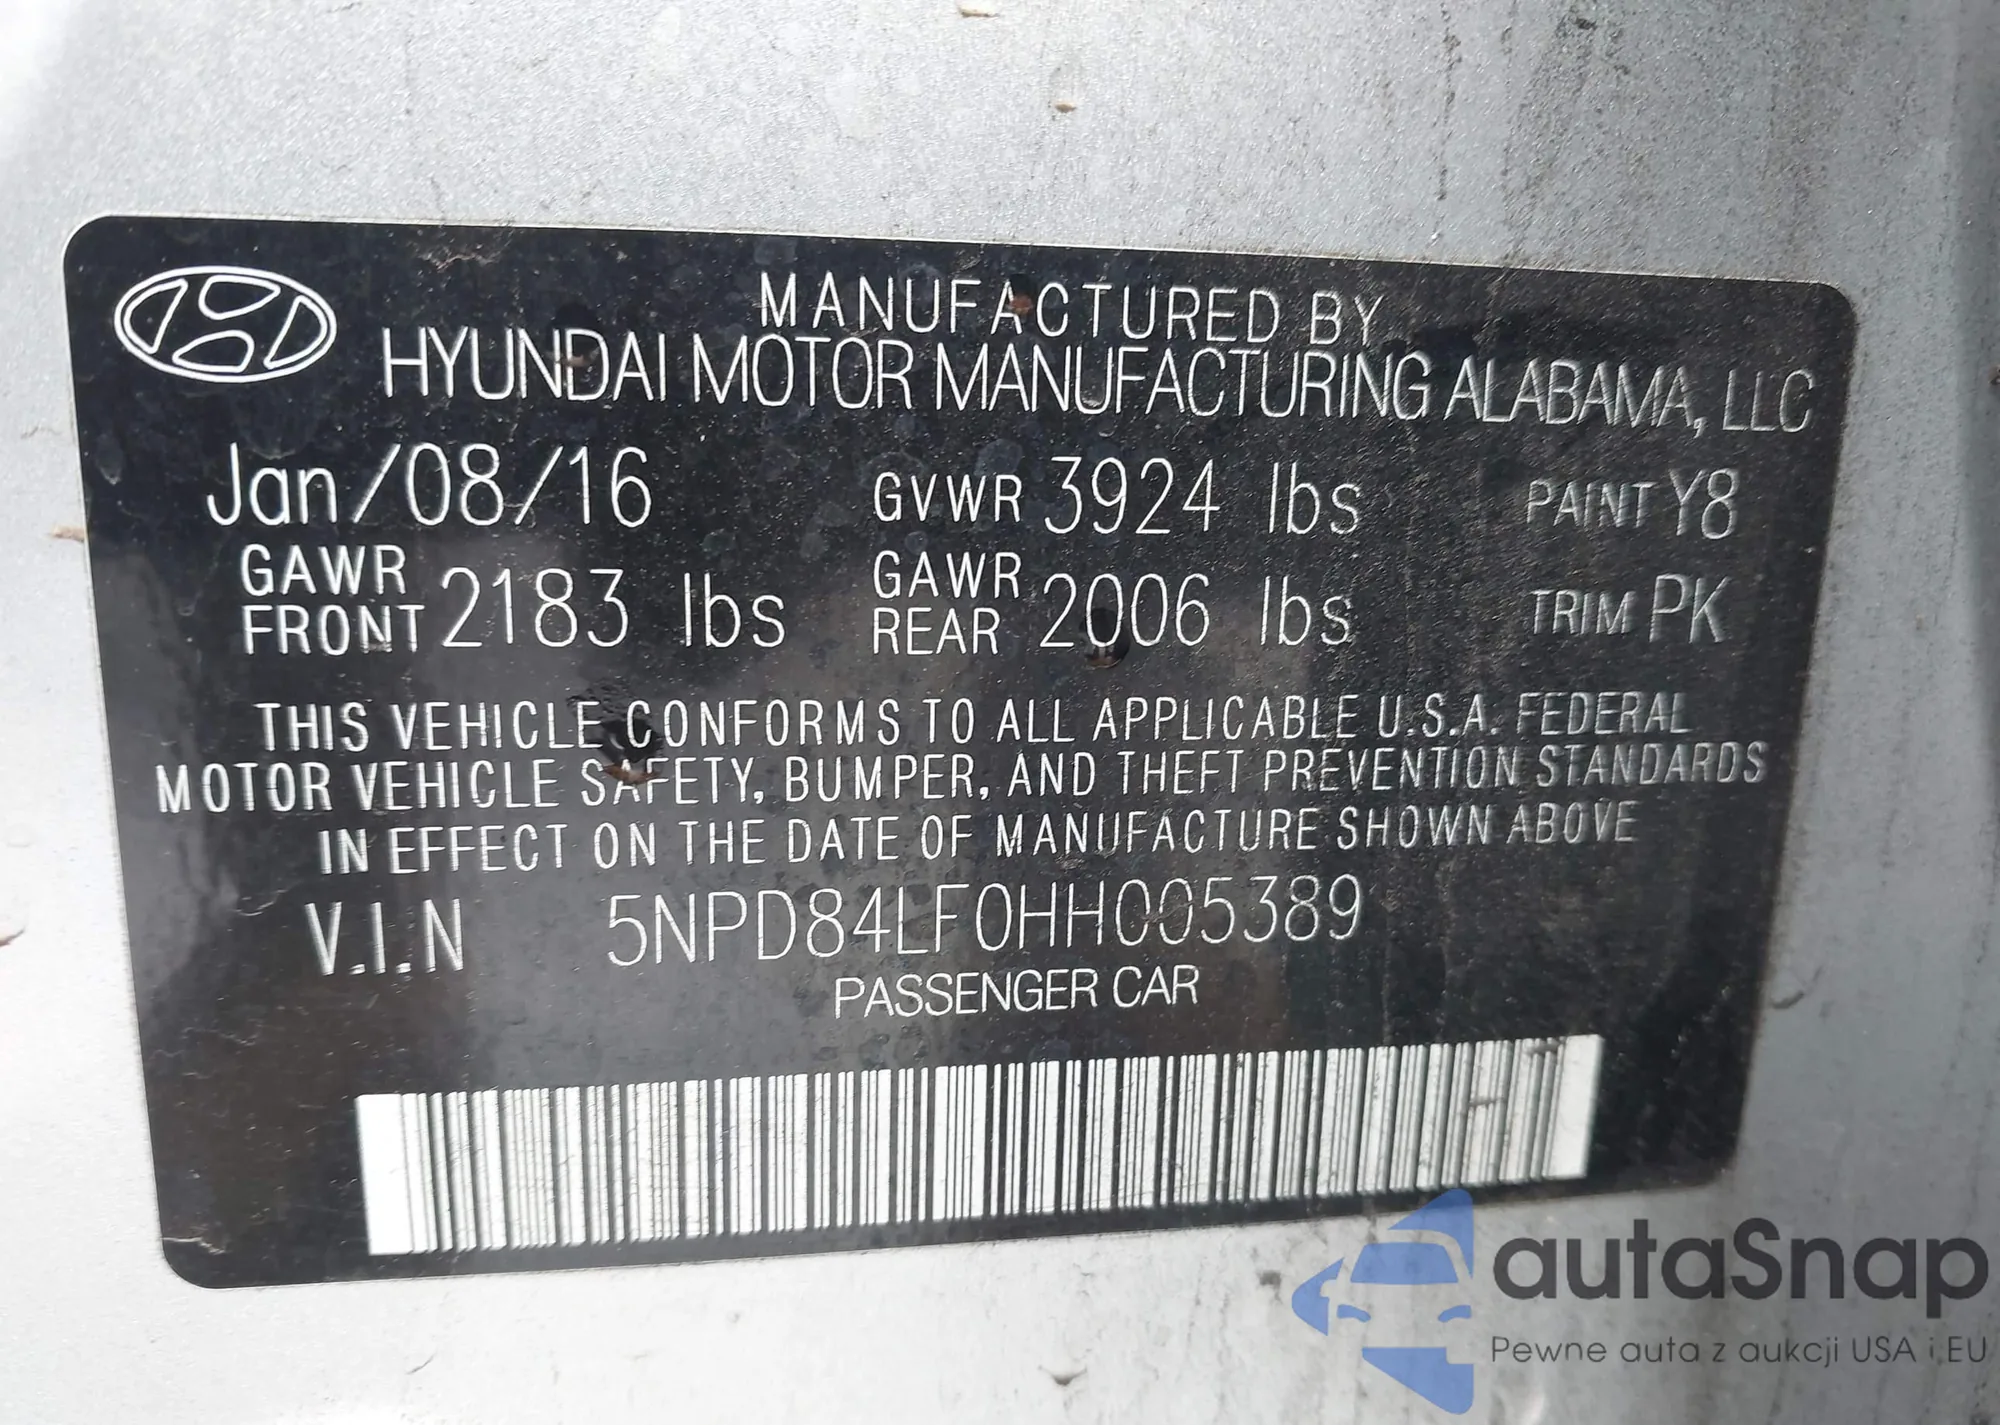 MANUFACTURED BY
HYUNDAI MOTOR MANUFACTURING ALABAMA, LLC
Jan/08/16 GVWR 3924 lbs PAINT Y8
GAWR FRONT 2183 lbs GAWR REAR 2006 lbs TRIM PK
THIS VEHICLE CONFORMS TO ALL APPLICABLE U.S.A. FEDERAL
MOTOR VEHICLE SAFETY, BUMPER, AND THEFT PREVENTION STANDARDS
IN EFFECT ON THE DATE OF MANUFACTURE SHOWN ABOVE
V.I.N 5NPD84LF0HH005389
PASSENGER CAR
autaSnap
Pewne auta z aukcji USA i EU